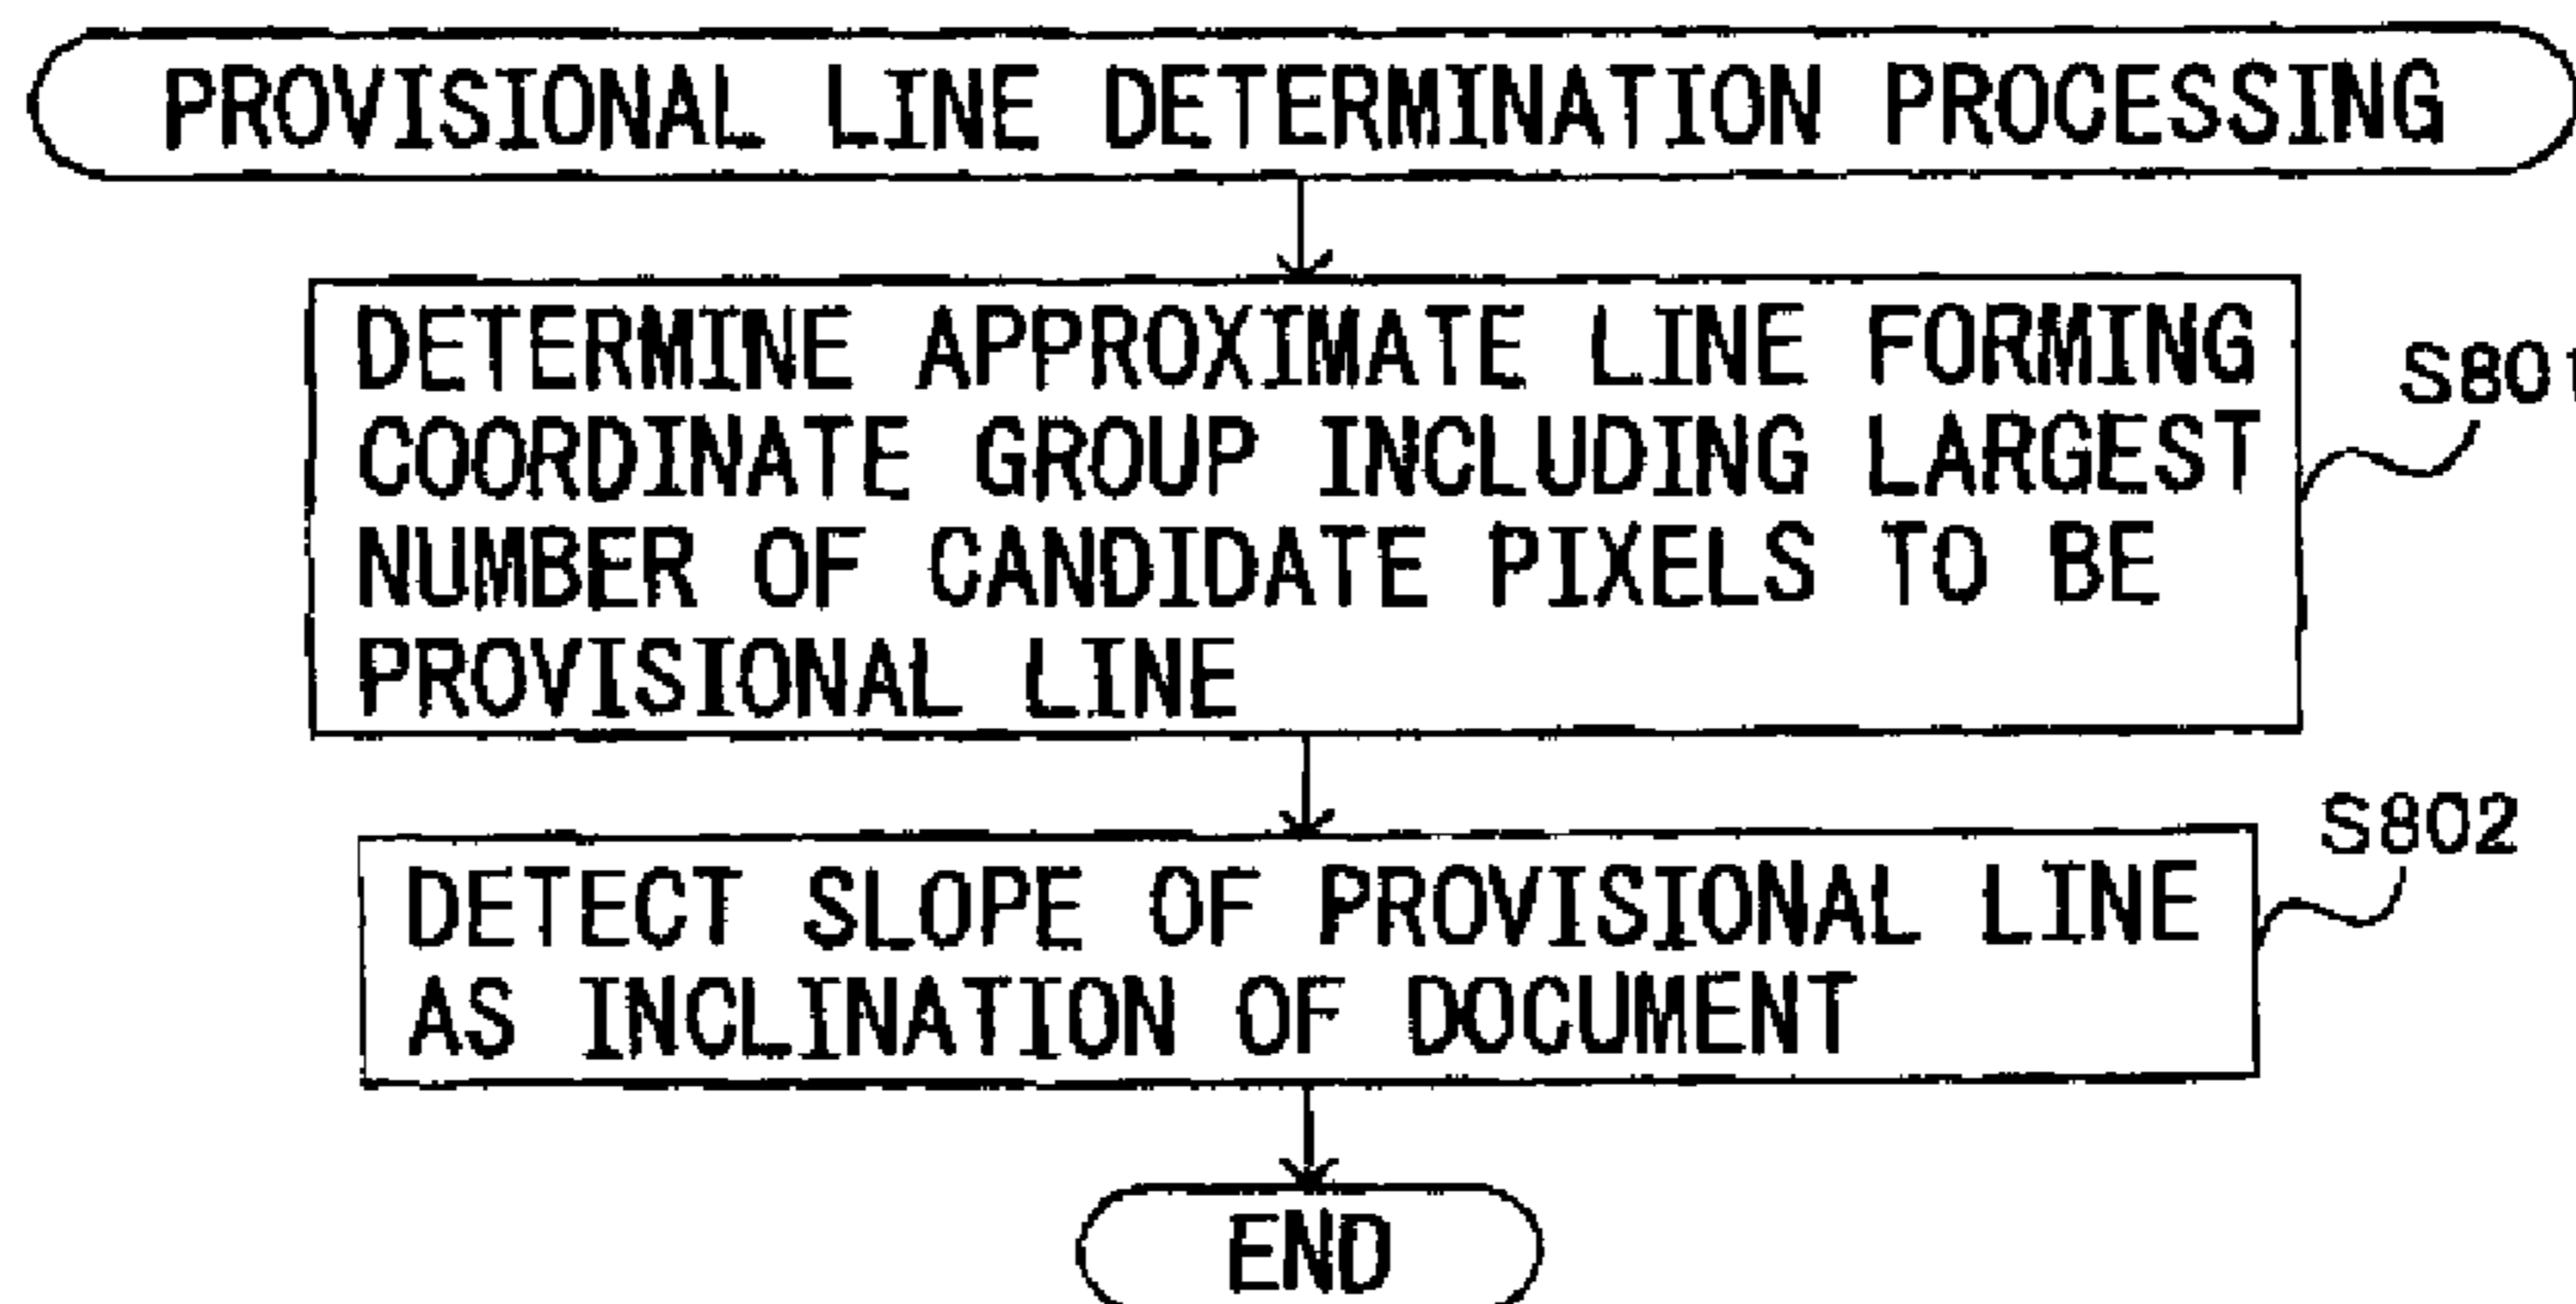 PROVISIONAL LINE DETERMINATION PROCESSING
DETERMINE APPROXIMATE LINE FORMING
COORDINATE GROUP INCLUDING LARGEST
NUMBER OF CANDIDATE PIXELS TO BE
PROVISIONAL LINE
S801
DETECT SLOPE OF PROVISIONAL LINE
AS INCLINATION OF DOCUMENT
S802
END